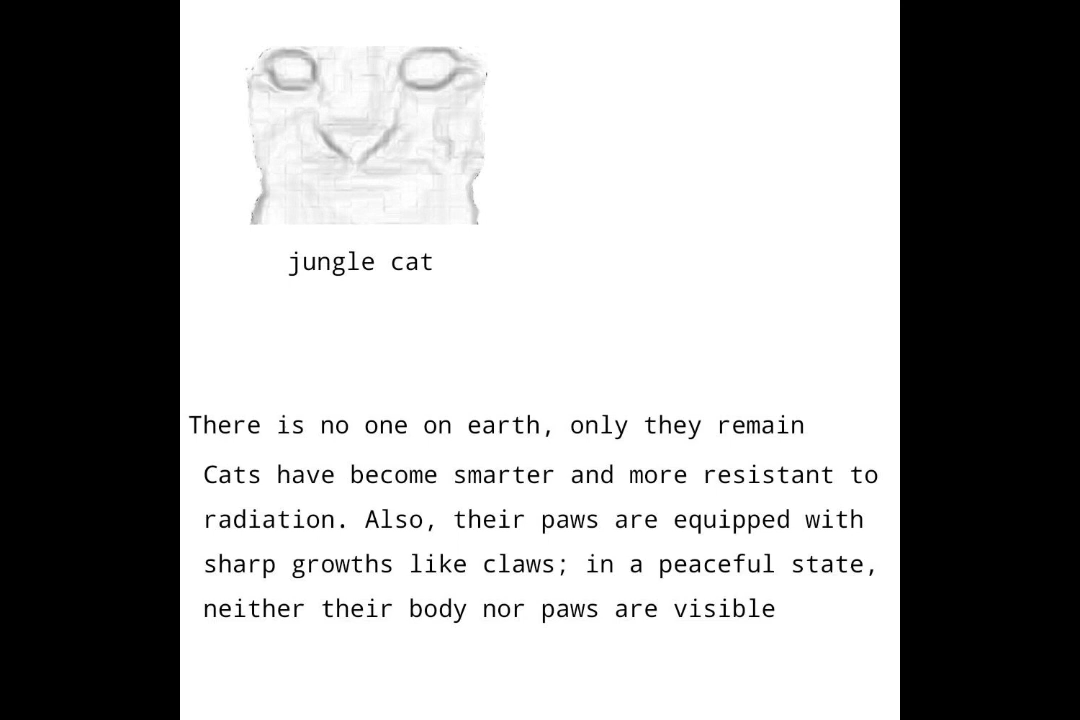 jungle cat
There is no one on earth, only they remain
Cats have become smarter and more resistant to
radiation. Also, their paws are equipped with
sharp growths like claws; in a peaceful state,
neither their body nor paws are visible